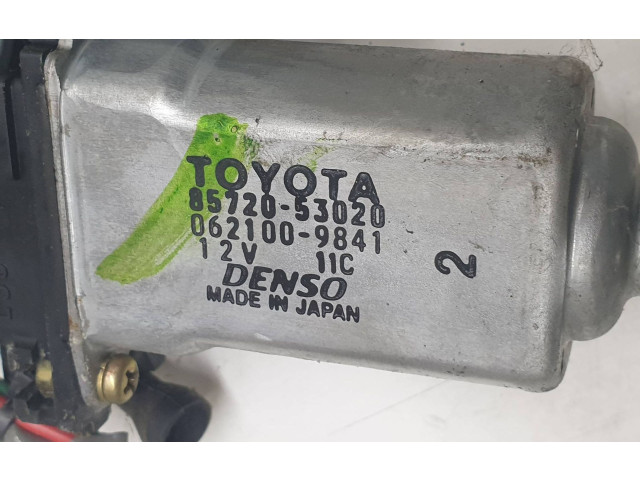 TOYOTA
85720-53020
062100-9841
12V 11C
DENSO
MADE IN JAPAN
2